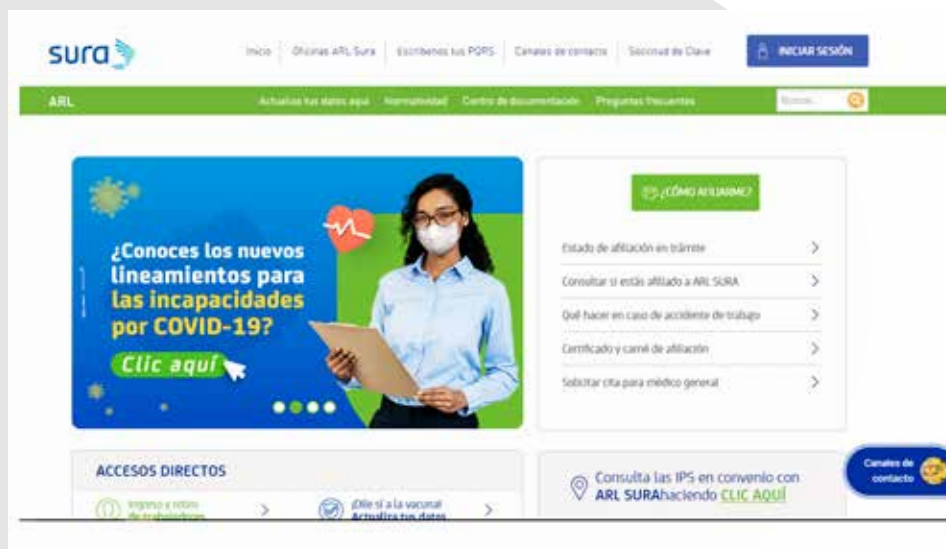 sura
Inicio
Oficinas ARL Sura
Escríbenos tus PQRS
Canales de contacto
Solicitud de Clave
INICIAR SESIÓN
ARL
Actualiza tus datos aquí
Normatividad
Centro de documentación
Preguntas frecuentes
¿Conoces los nuevos
lineamientos para
las incapacidades
por COVID-19?
Clic aquí
¿CÓMO AFILIARME?
Estado de afiliación en trámite
Consultar si estás afiliado a ARL SURA
Qué hacer en caso de accidente de trabajo
Certificado y carné de afiliación
Solicitar cita para médico general
ACCESOS DIRECTOS
Ingreso y retiro
de trabajadores
¡Dile sí a la vacuna!
Actualiza tus datos
Consulta las IPS en convenio con
ARL SURAhaciendo CLIC AQUÍ
Canales de
contacto